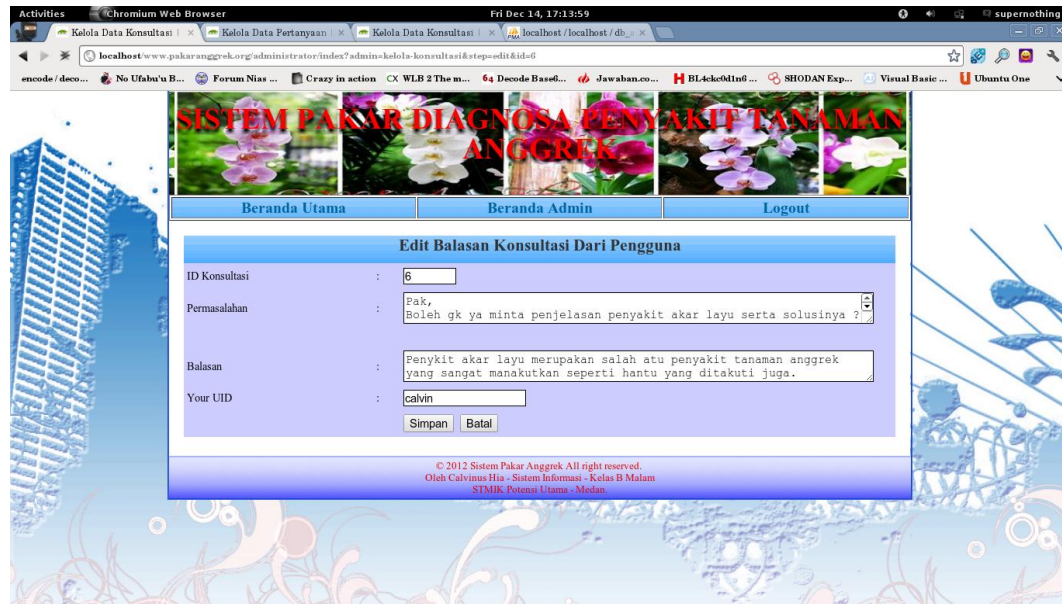 Activities Chromium Web Browser Fri Dec 14, 17:13:59 supernothing
Kelola Data Konsultasi Kelola Data Pertanyaan Kelola Data Konsultasi localhost / localhost / db_
localhost/www.pakaranggrek.org/administrator/index?admin=kelola-konsultasi&step=edit&id=6
encode / deco... No Ufabu'u B... Forum Nias ... Crazy in action CX WLB 2 The m... 64 Decode Base6... Jawaban.co... BL4ckc0d1n6 ... SHODAN Exp... Visual Basic ... Ubuntu One
SISTEM PAKAR DIAGNOSA PENYAKIT TANAMAN
ANGGREK
Beranda Utama Beranda Admin Logout
Edit Balasan Konsultasi Dari Pengguna
ID Konsultasi : 6
Permasalahan : Pak,
Boleh gk ya minta penjelasan penyakit akar layu serta solusinya ?
Balasan : Penykit akar layu merupakan salah atu penyakit tanaman anggrek
yang sangat manakutkan seperti hantu yang ditakuti juga.
Your UID : calvin
Simpan Batal
© 2012 Sistem Pakar Anggrek All right reserved.
Oleh Calvinus Hia - Sistem Informasi - Kelas B Malam
STMIK Potensi Utama - Medan.